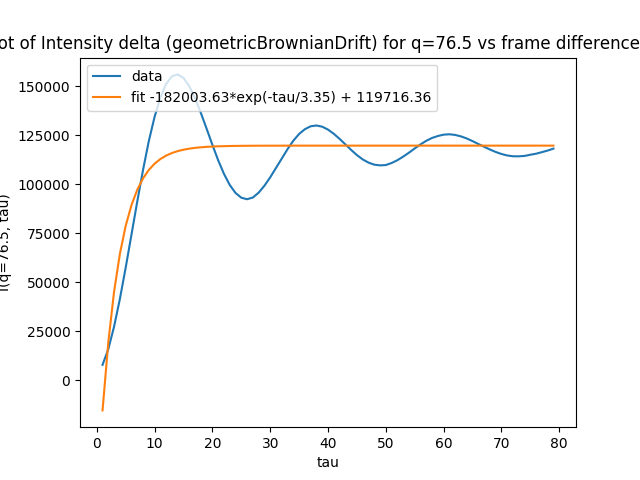 ot of Intensity delta (geometricBrownianDrift) for q=76.5 vs frame difference
data
fit -182003.63*exp(-tau/3.35) + 119716.36
150000
125000
100000
75000
50000
25000
0
I(q=76.5, tau)
0 10 20 30 40 50 60 70 80
tau